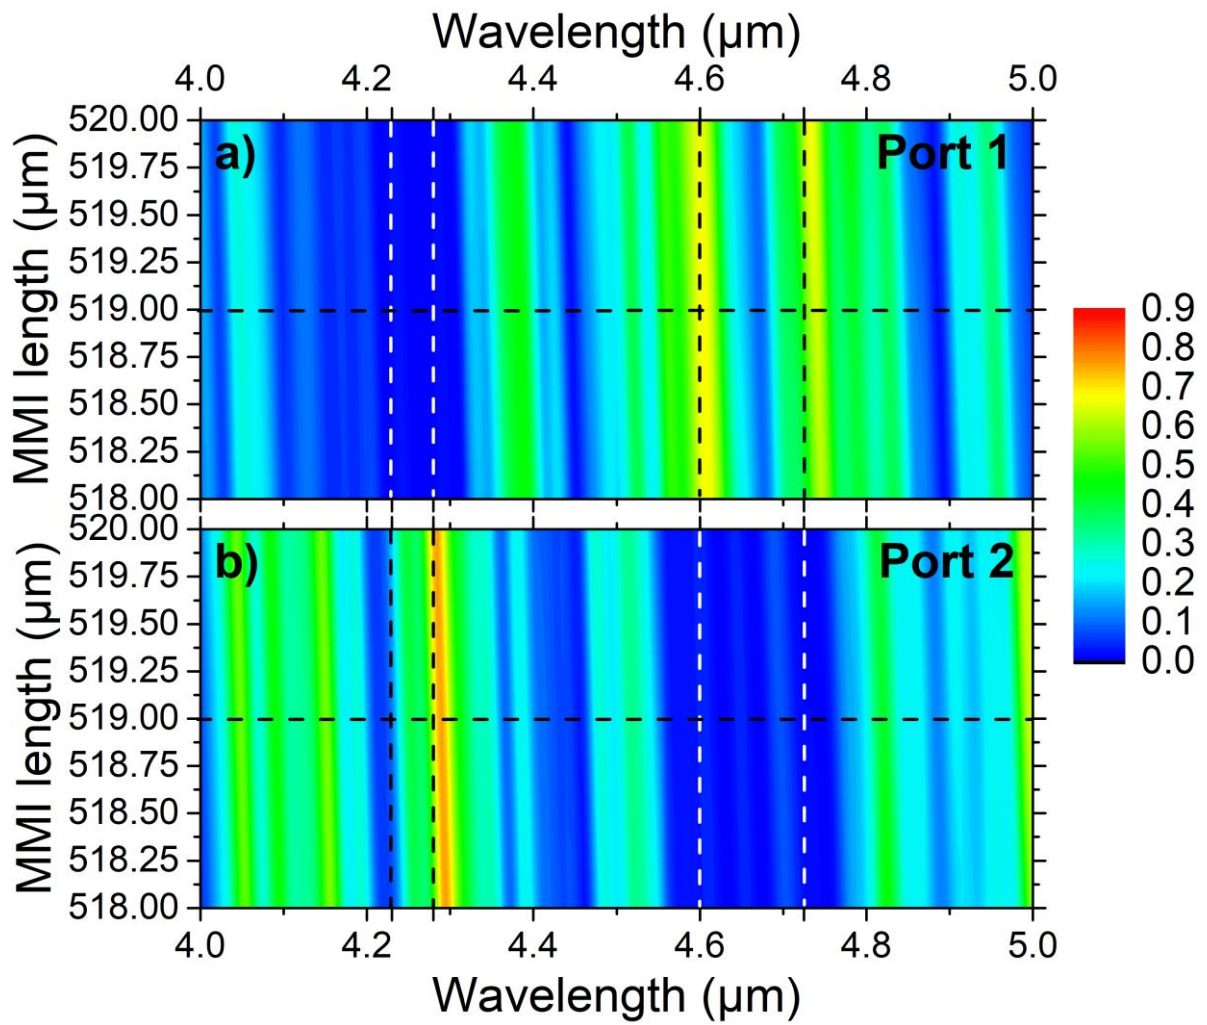 Wavelength (µm)
4.0 4.2 4.4 4.6 4.8 5.0
MMI length (µm)
520.00
519.75
519.50
519.25
519.00
518.75
518.50
518.25
518.00
a)
Port 1
MMI length (µm)
520.00
519.75
519.50
519.25
519.00
518.75
518.50
518.25
518.00
b)
Port 2
4.0 4.2 4.4 4.6 4.8 5.0
Wavelength (µm)
0.9
0.8
0.7
0.6
0.5
0.4
0.3
0.2
0.1
0.0